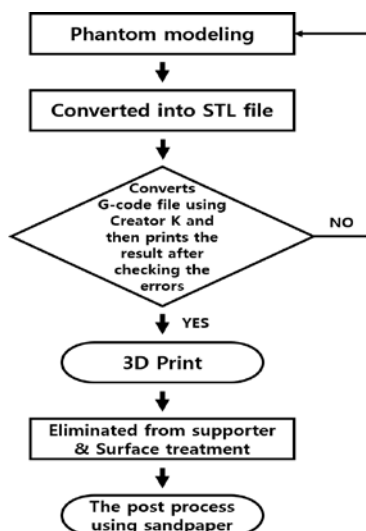 Phantom modeling
Converted into STL file
Converts
G-code file using
Creator K and
then prints the
result after
checking the
errors
NO
YES
3D Print
Eliminated from supporter
& Surface treatment
The post process
using sandpaper